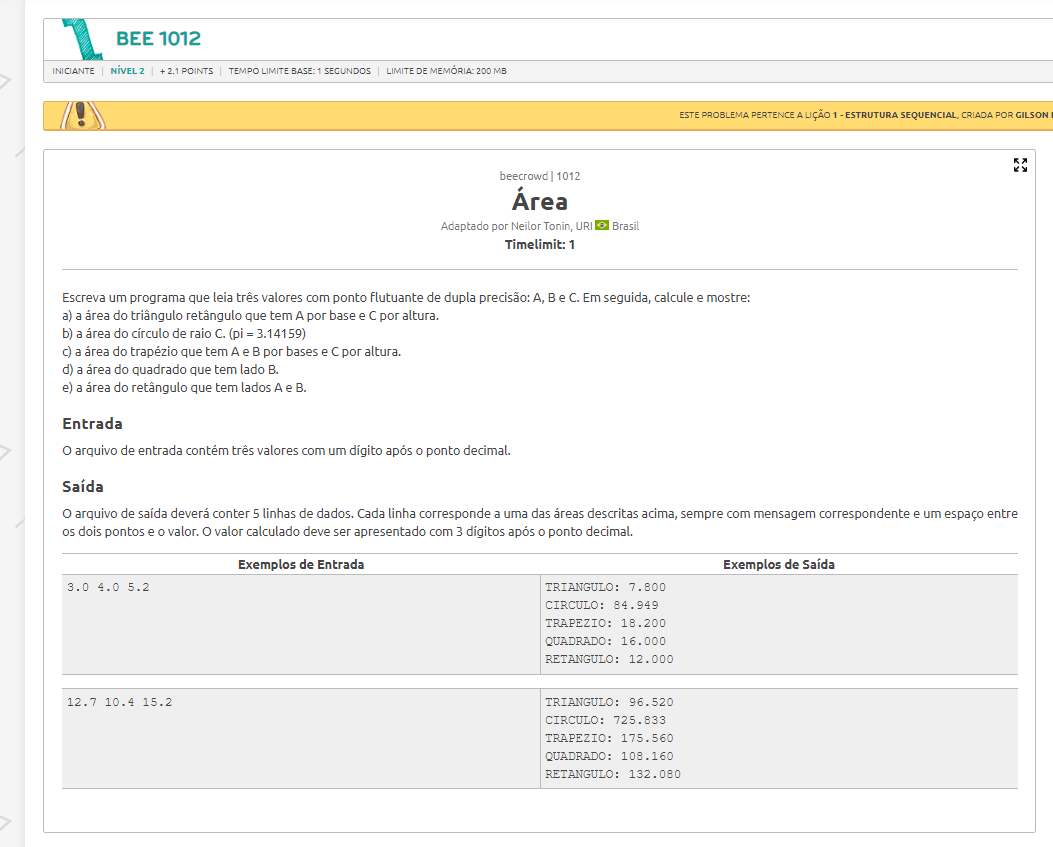 BEE 1012
INICIANTE | NÍVEL 2 | + 2.1 POINTS | TEMPO LIMITE BASE: 1 SEGUNDOS | LIMITE DE MEMÓRIA: 200 MB
ESTE PROBLEMA PERTENCE A LIÇÃO 1 - ESTRUTURA SEQUENCIAL, CRIADA POR GILSON
beecrowd | 1012
Área
Adaptado por Neilor Tonin, URI Brasil
Timelimit: 1
Escreva um programa que leia três valores com ponto flutuante de dupla precisão: A, B e C. Em seguida, calcule e mostre:
a) a área do triângulo retângulo que tem A por base e C por altura.
b) a área do círculo de raio C. (pi = 3.14159)
c) a área do trapézio que tem A e B por bases e C por altura.
d) a área do quadrado que tem lado B.
e) a área do retângulo que tem lados A e B.
Entrada
O arquivo de entrada contém três valores com um dígito após o ponto decimal.
Saída
O arquivo de saída deverá conter 5 linhas de dados. Cada linha corresponde a uma das áreas descritas acima, sempre com mensagem correspondente e um espaço entre
os dois pontos e o valor. O valor calculado deve ser apresentado com 3 dígitos após o ponto decimal.
Exemplos de Entrada Exemplos de Saída
3.0 4.0 5.2
TRIANGULO: 7.800
CIRCULO: 84.949
TRAPEZIO: 18.200
QUADRADO: 16.000
RETANGULO: 12.000
12.7 10.4 15.2
TRIANGULO: 96.520
CIRCULO: 725.833
TRAPEZIO: 175.560
QUADRADO: 108.160
RETANGULO: 132.080